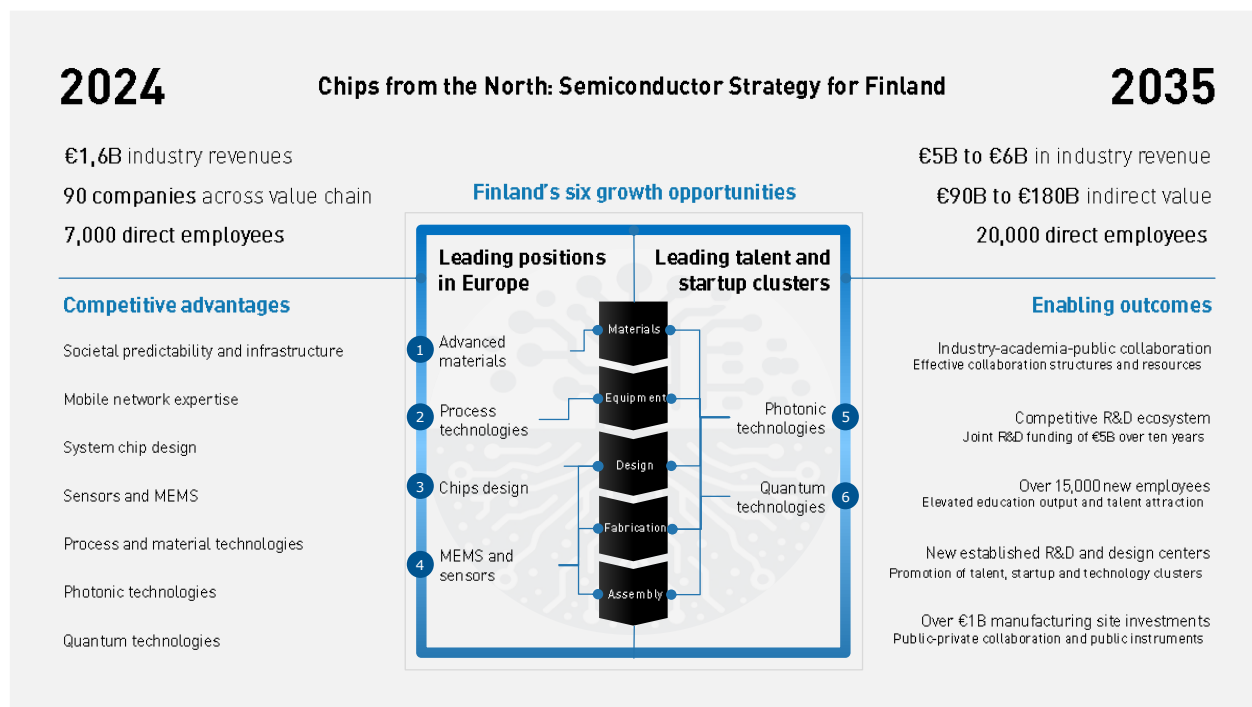 2024
Chips from the North: Semiconductor Strategy for Finland
2035
€1,6B industry revenues
90 companies across value chain
7,000 direct employees
€5B to €6B in industry revenue
€90B to €180B indirect value
20,000 direct employees
Finland's six growth opportunities
Competitive advantages
Societal predictability and infrastructure
Mobile network expertise
System chip design
Sensors and MEMS
Process and material technologies
Photonic technologies
Quantum technologies
Leading positions
in Europe
1
Advanced
materials
2
Process
technologies
3
Chips design
4
MEMS and
sensors
Materials
Equipment
Design
Fabrication
Assembly
Leading talent and
startup clusters
Photonic
technologies
5
Quantum
technologies
6
Enabling outcomes
Industry-academia-public collaboration
Effective collaboration structures and resources
Competitive R&D ecosystem
Joint R&D funding of €5B over ten years
Over 15,000 new employees
Elevated education output and talent attraction
New established R&D and design centers
Promotion of talent, startup and technology clusters
Over €1B manufacturing site investments
Public-private collaboration and public instruments